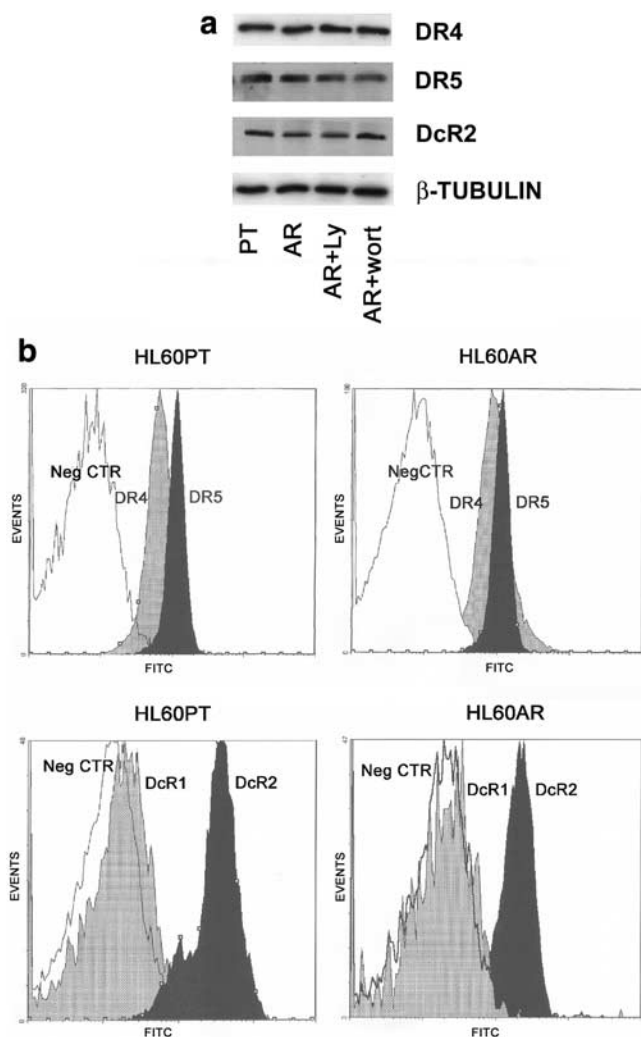 a
DR4
DR5
DcR2
β-TUBULIN
PT
AR
AR+Ly
AR+wort
b
HL60PT
HL60AR
EVENTS
Neg CTR
DR4
DR5
FITC
EVENTS
NegCTR
DR4
DR5
FITC
HL60PT
HL60AR
EVENTS
Neg CTR
DcR1
DcR2
FITC
EVENTS
Neg CTR
DcR1
DcR2
FITC